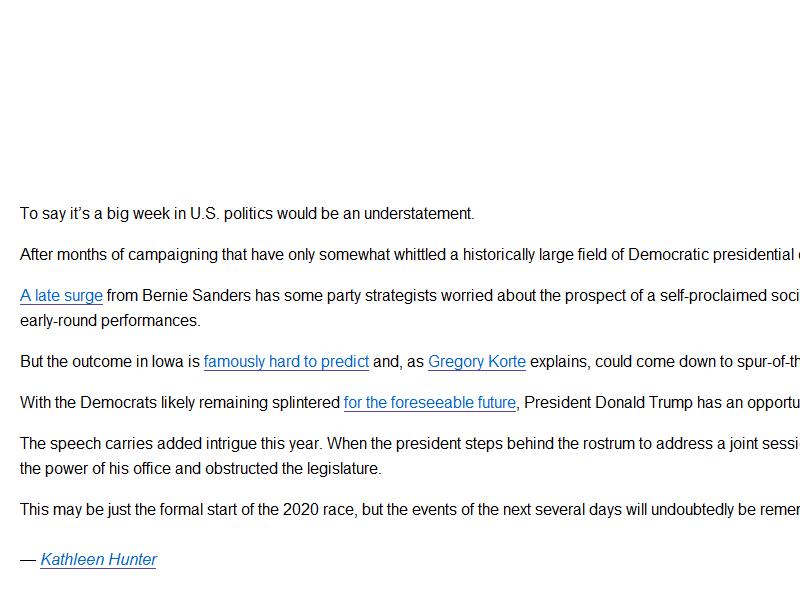 To say it’s a big week in U.S. politics would be an understatement.
After months of campaigning that have only somewhat whittled a historically large field of Democratic presidential
A late surge from Bernie Sanders has some party strategists worried about the prospect of a self-proclaimed soci
early-round performances.
But the outcome in Iowa is famously hard to predict and, as Gregory Korte explains, could come down to spur-of-th
With the Democrats likely remaining splintered for the foreseeable future, President Donald Trump has an opportu
The speech carries added intrigue this year. When the president steps behind the rostrum to address a joint sessi
the power of his office and obstructed the legislature.
This may be just the formal start of the 2020 race, but the events of the next several days will undoubtedly be remer
— Kathleen Hunter